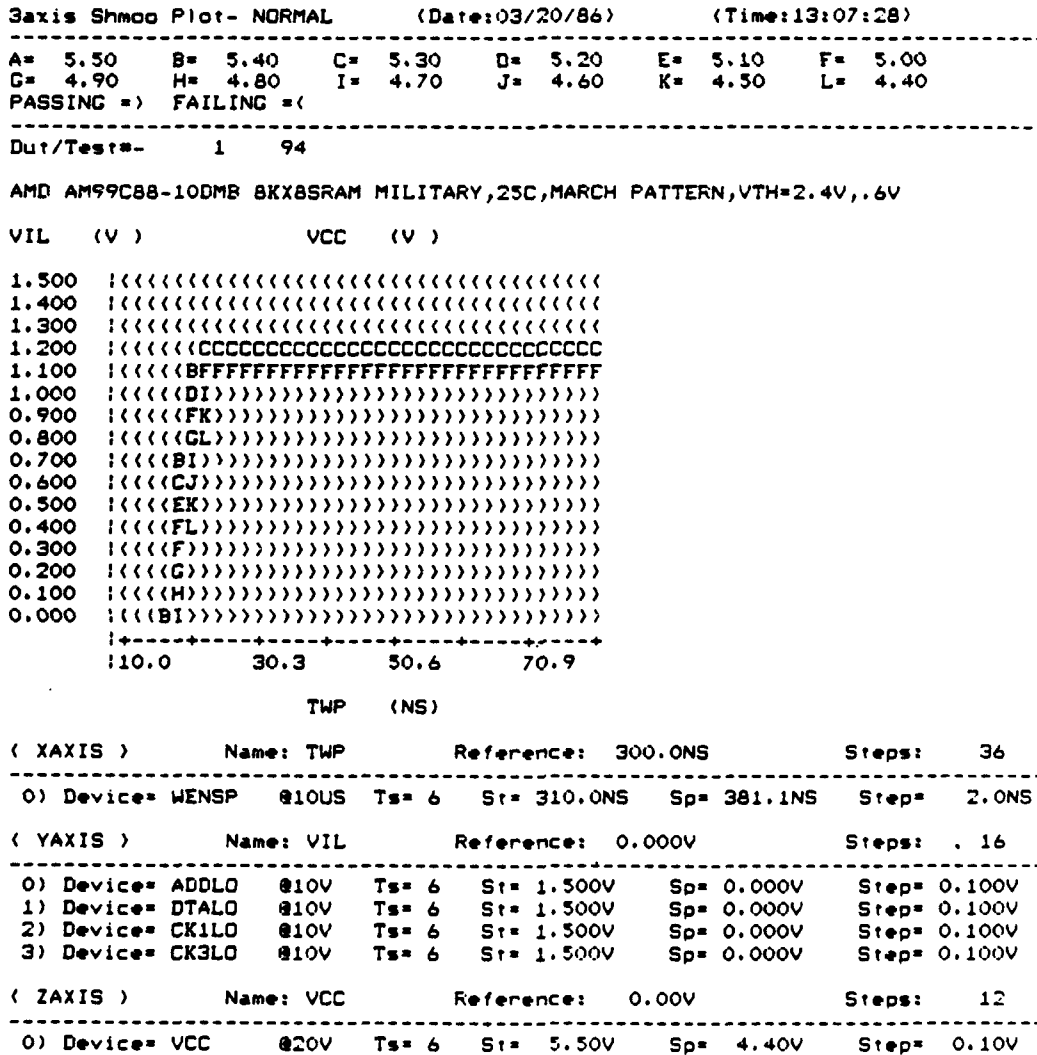 3axis Shmoo Plot- NORMAL (Date:03/20/86) (Time:13:07:28)
A= 5.50 B= 5.40 C= 5.30 D= 5.20 E= 5.10 F= 5.00
G= 4.90 H= 4.80 I= 4.70 J= 4.60 K= 4.50 L= 4.40
PASSING =) FAILING =(
Dut/Test#- 1 94
AMD AM99C88-10DMB 8KX8SRAM MILITARY,25C,MARCH PATTERN,VTH=2.4V,.6V
VIL (V ) VCC (V )
1.500 |((((((((((((((((((((((((((((((((((((
1.400 |((((((((((((((((((((((((((((((((((((
1.300 |((((((((((((((((((((((((((((((((((((
1.200 |((((((CCCCCCCCCCCCCCCCCCCCCCCCCCCCCC
1.100 |(((((BFFFFFFFFFFFFFFFFFFFFFFFFFFFFFF
1.000 |(((((DI)))))))))))))))))))))))))))))
0.900 |(((((FK)))))))))))))))))))))))))))))
0.800 |(((((GL)))))))))))))))))))))))))))))
0.700 |((((BI))))))))))))))))))))))))))))))
0.600 |((((CJ))))))))))))))))))))))))))))))
0.500 |((((EK))))))))))))))))))))))))))))))
0.400 |((((FL))))))))))))))))))))))))))))))
0.300 |((((F)))))))))))))))))))))))))))))))
0.200 |((((G)))))))))))))))))))))))))))))))
0.100 |((((H)))))))))))))))))))))))))))))))
0.000 |(((BI)))))))))))))))))))))))))))))))
|+----+----+----+----+----+----+----+
|10.0 30.3 50.6 70.9
TWP (NS)
( XAXIS ) Name: TWP Reference: 300.0NS Steps: 36
0) Device= WENSP @10US Ts= 6 St= 310.0NS Sp= 381.1NS Step= 2.0NS
( YAXIS ) Name: VIL Reference: 0.000V Steps: 16
0) Device= ADDLO @10V Ts= 6 St= 1.500V Sp= 0.000V Step= 0.100V
1) Device= DTALO @10V Ts= 6 St= 1.500V Sp= 0.000V Step= 0.100V
2) Device= CK1LO @10V Ts= 6 St= 1.500V Sp= 0.000V Step= 0.100V
3) Device= CK3LO @10V Ts= 6 St= 1.500V Sp= 0.000V Step= 0.100V
( ZAXIS ) Name: VCC Reference: 0.00V Steps: 12
0) Device= VCC @20V Ts= 6 St= 5.50V Sp= 4.40V Step= 0.10V